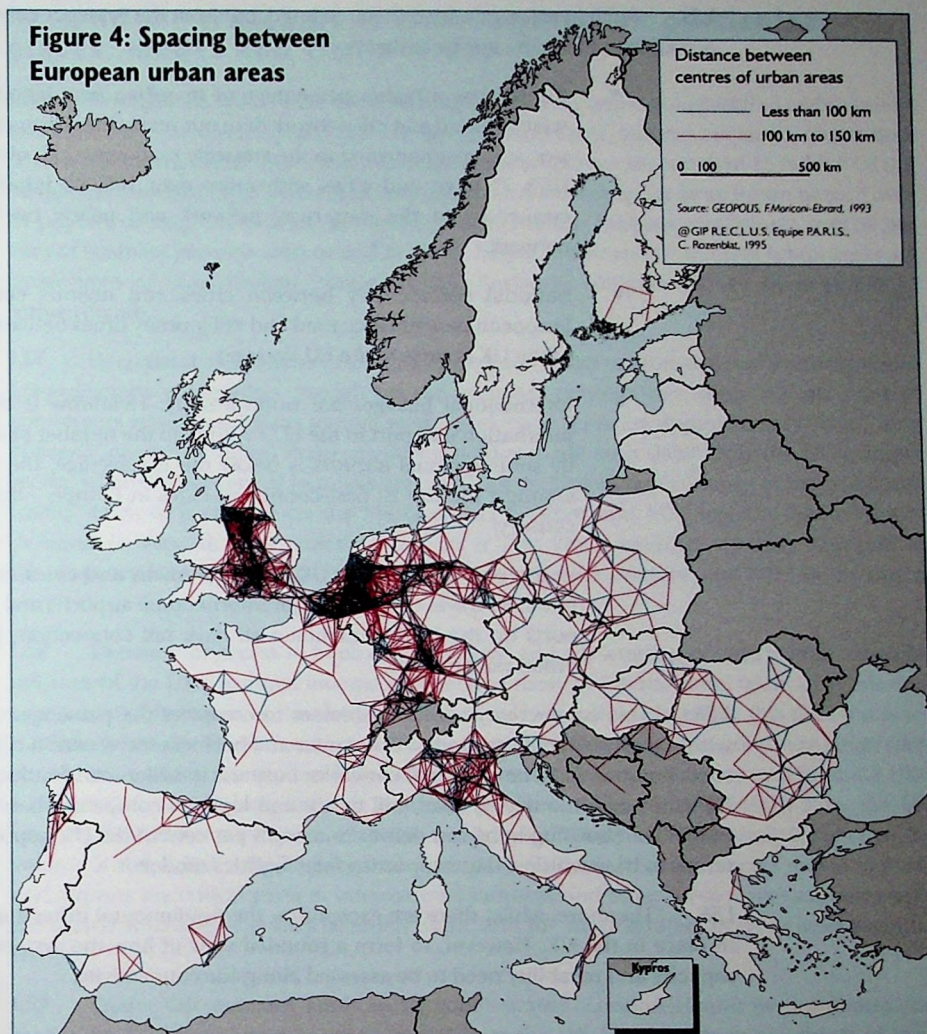 Figure 4: Spacing between
European urban areas
Distance between
centres of urban areas
Less than 100 km
100 km to 150 km
0 100 500 km
Source: GEOPOLIS, F.Moriconi-Ebrard, 1993
@GIP R.E.C.L.U.S. Equipe P.A.R.I.S.,
C. Rozenblat, 1995
Kypros